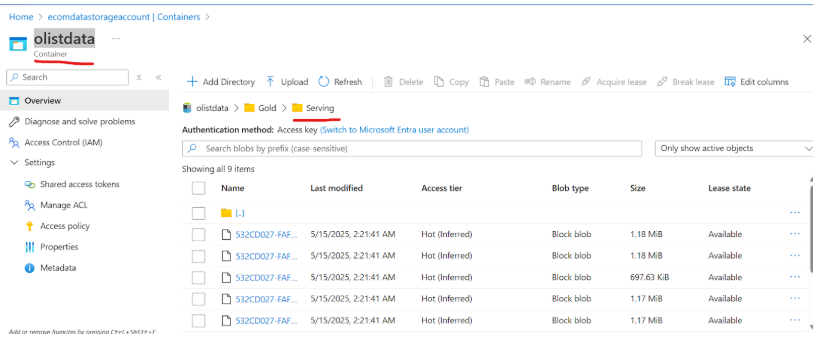 Home > ecomdatastorageaccount | Containers >
olistdata ...
Container
Search
Overview
Diagnose and solve problems
Access Control (IAM)
Settings
Shared access tokens
Manage ACL
Access policy
Properties
Metadata
Add or remove favorites by pressing Ctrl+Shift+F
Add Directory Upload Refresh Delete Copy Paste Rename Acquire lease Break lease Edit columns
olistdata > Gold > Serving
Authentication method: Access key (Switch to Microsoft Entra user account)
Search blobs by prefix (case-sensitive) Only show active objects
Showing all 9 items
Name Last modified Access tier Blob type Size Lease state
[..] ...
532CD027-FAF... 5/15/2025, 2:21:41 AM Hot (Inferred) Block blob 1.18 MiB Available ...
532CD027-FAF... 5/15/2025, 2:21:41 AM Hot (Inferred) Block blob 1.18 MiB Available ...
532CD027-FAF... 5/15/2025, 2:21:41 AM Hot (Inferred) Block blob 697.63 KiB Available ...
532CD027-FAF... 5/15/2025, 2:21:41 AM Hot (Inferred) Block blob 1.17 MiB Available ...
532CD027-FAF... 5/15/2025, 2:21:41 AM Hot (Inferred) Block blob 1.17 MiB Available ...